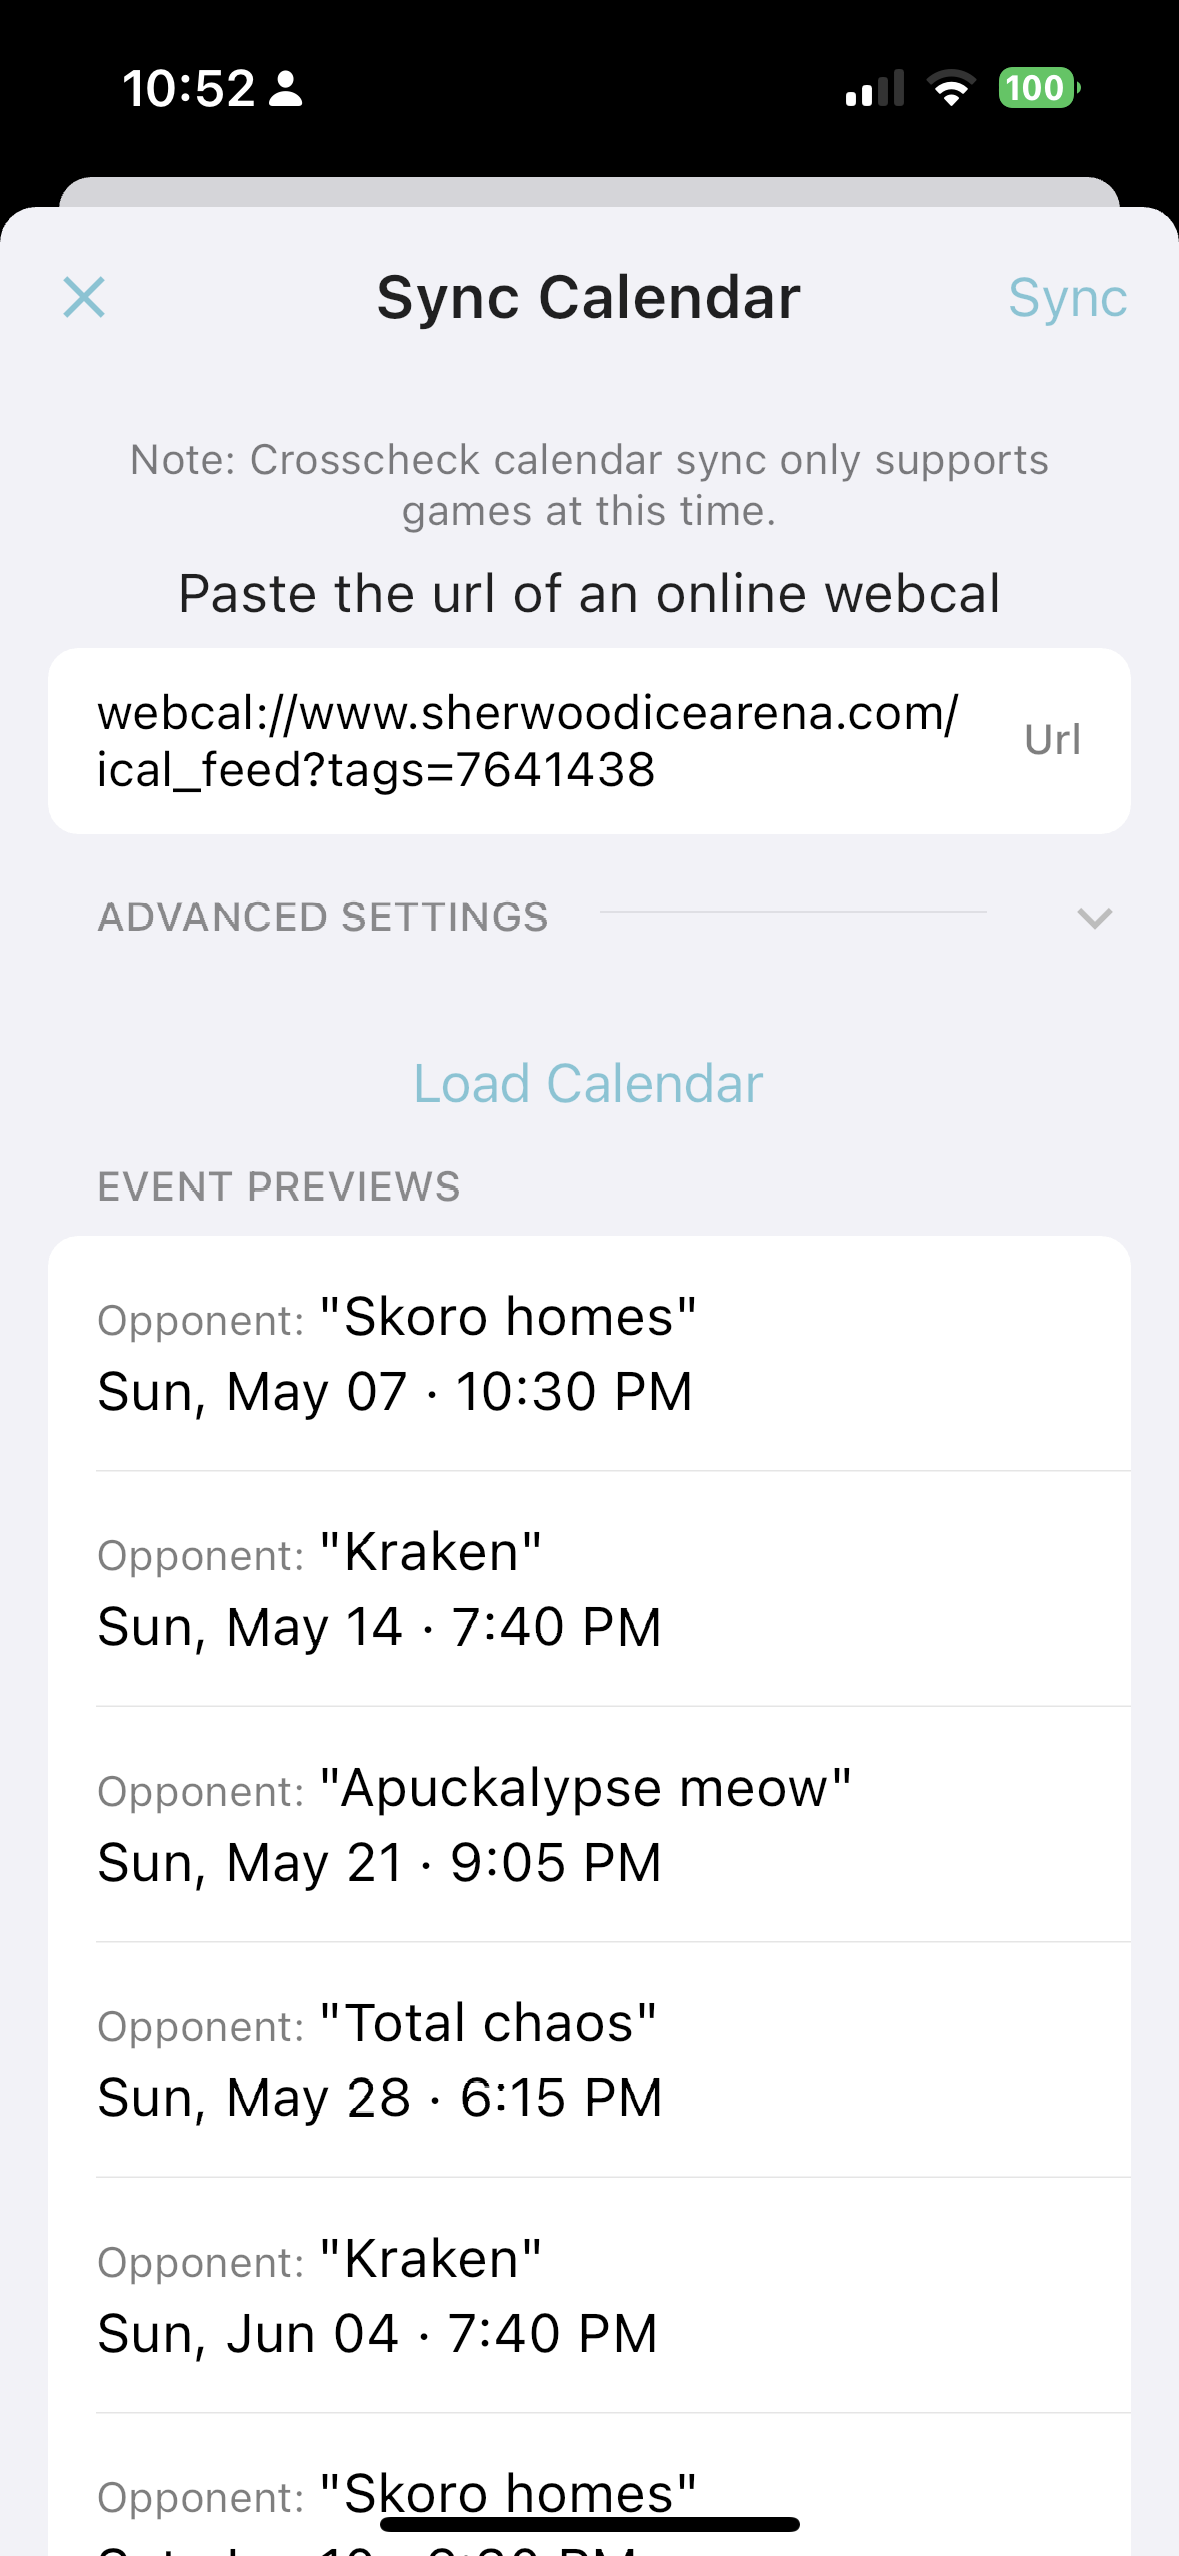 10:52
100
Sync Calendar
Sync
Note: Crosscheck calendar sync only supports
games at this time.
Paste the url of an online webcal
webcal://www.sherwoodicearena.com/
ical_feed?tags=7641438
Url
ADVANCED SETTINGS
Load Calendar
EVENT PREVIEWS
Opponent: "Skoro homes"
Sun, May 07 · 10:30 PM
Opponent: "Kraken"
Sun, May 14 · 7:40 PM
Opponent: "Apuckalypse meow"
Sun, May 21 · 9:05 PM
Opponent: "Total chaos"
Sun, May 28 · 6:15 PM
Opponent: "Kraken"
Sun, Jun 04 · 7:40 PM
Opponent: "Skoro homes"